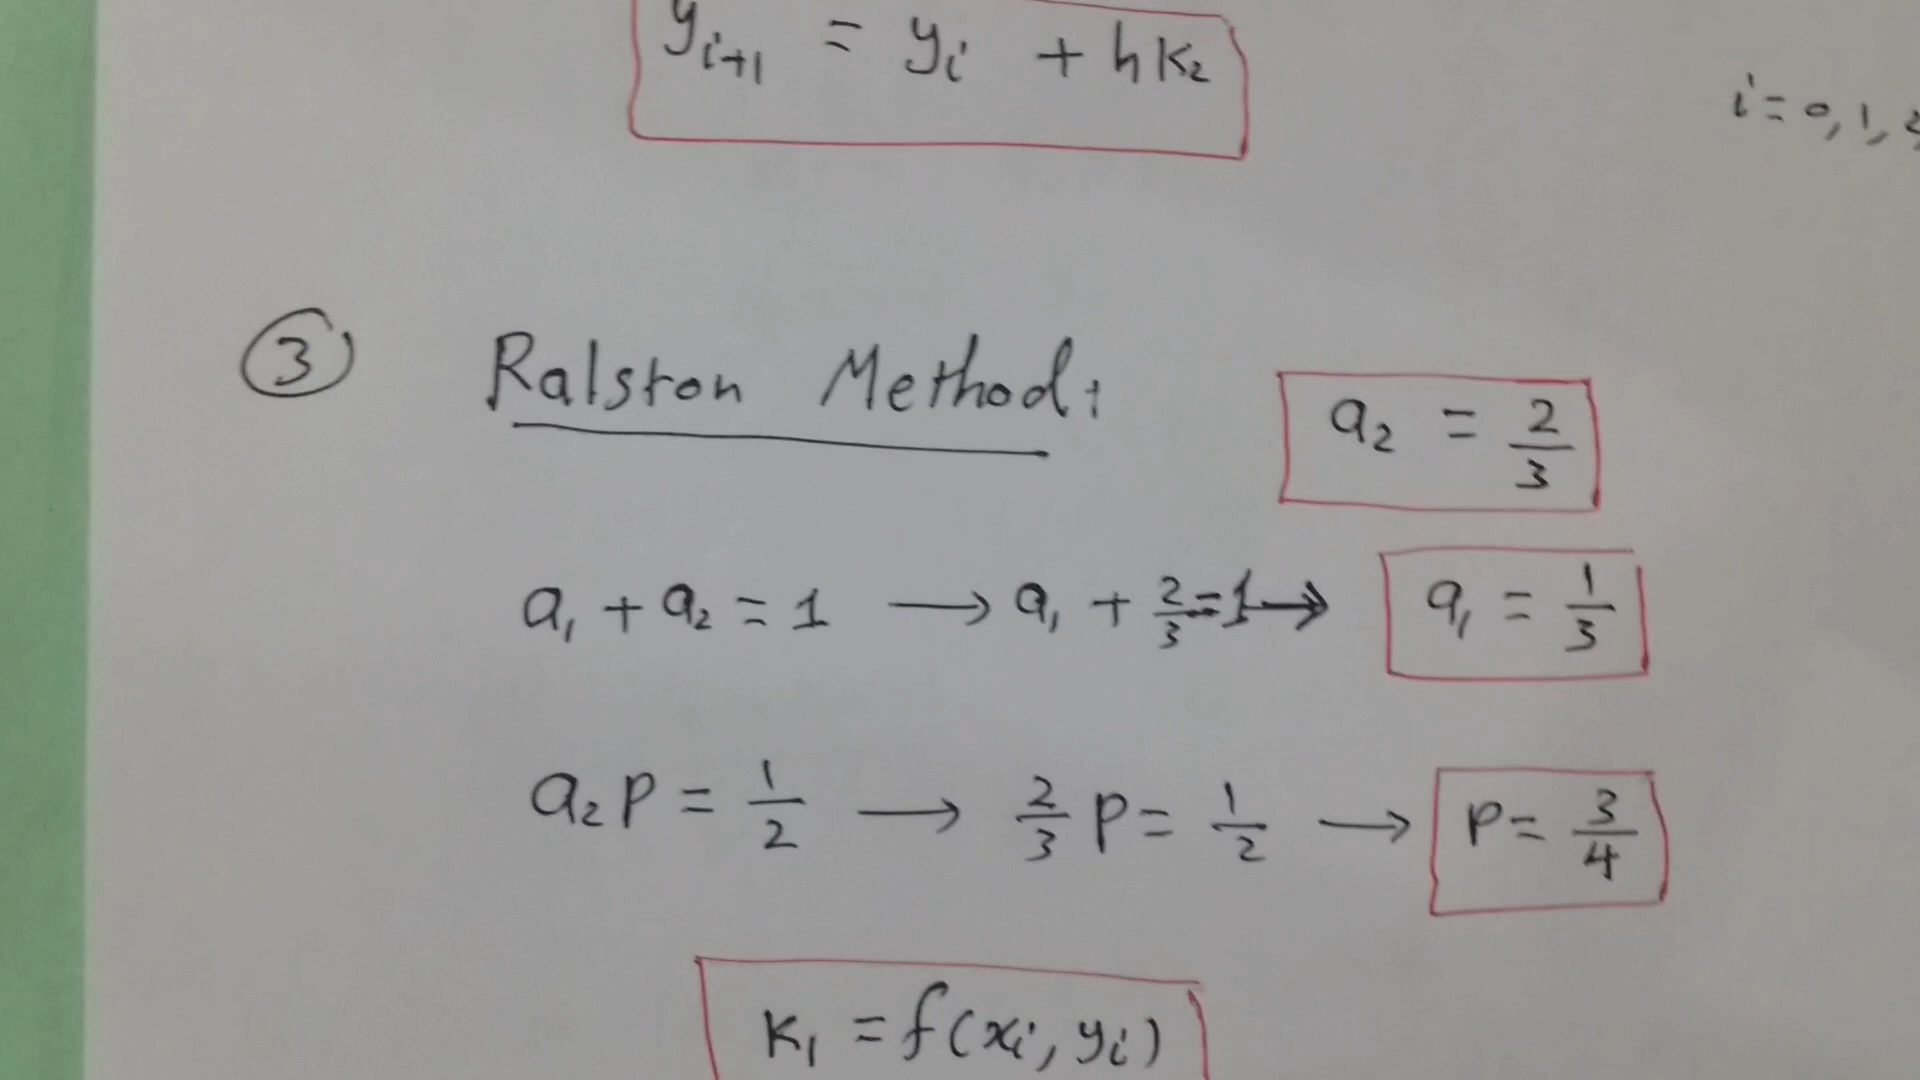 y_{i+1} = y_i + hK_2
i = 0, 1,
③ Ralston Method:
a_2 = 2/3
a_1 + a_2 = 1 → a_1 + 2/3 = 1 → a_1 = 1/3
a_2 p = 1/2 → 2/3 p = 1/2 → p = 3/4
K_1 = f(x_i, y_i)